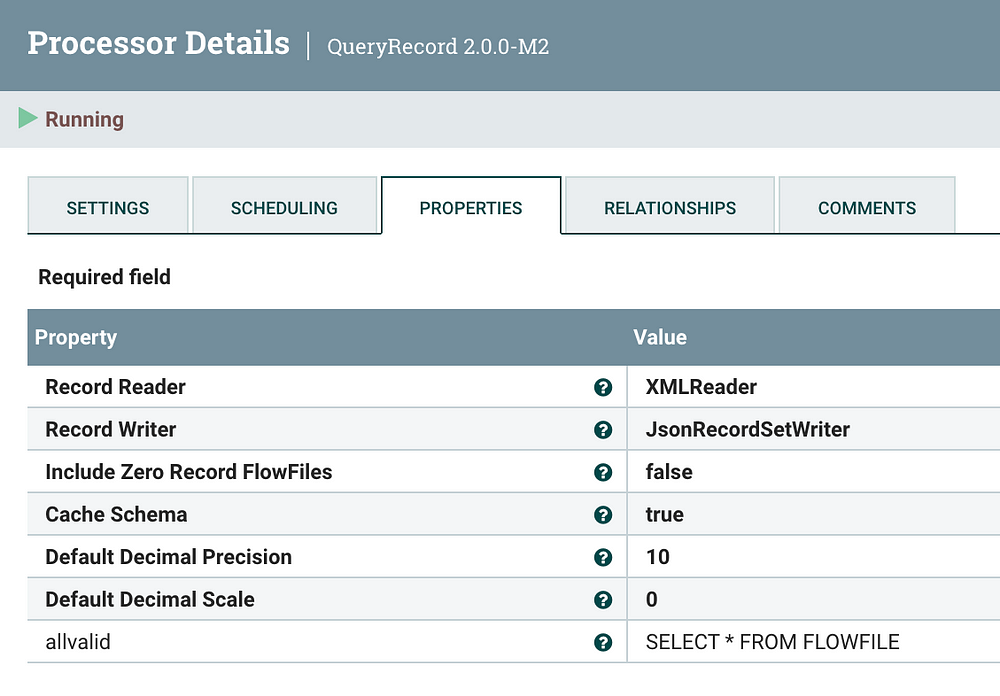 Processor Details | QueryRecord 2.0.0-M2
Running
SETTINGS SCHEDULING PROPERTIES RELATIONSHIPS COMMENTS
Required field
Property Value
Record Reader ? XMLReader
Record Writer ? JsonRecordSetWriter
Include Zero Record FlowFiles ? false
Cache Schema ? true
Default Decimal Precision ? 10
Default Decimal Scale ? 0
allvalid ? SELECT * FROM FLOWFILE